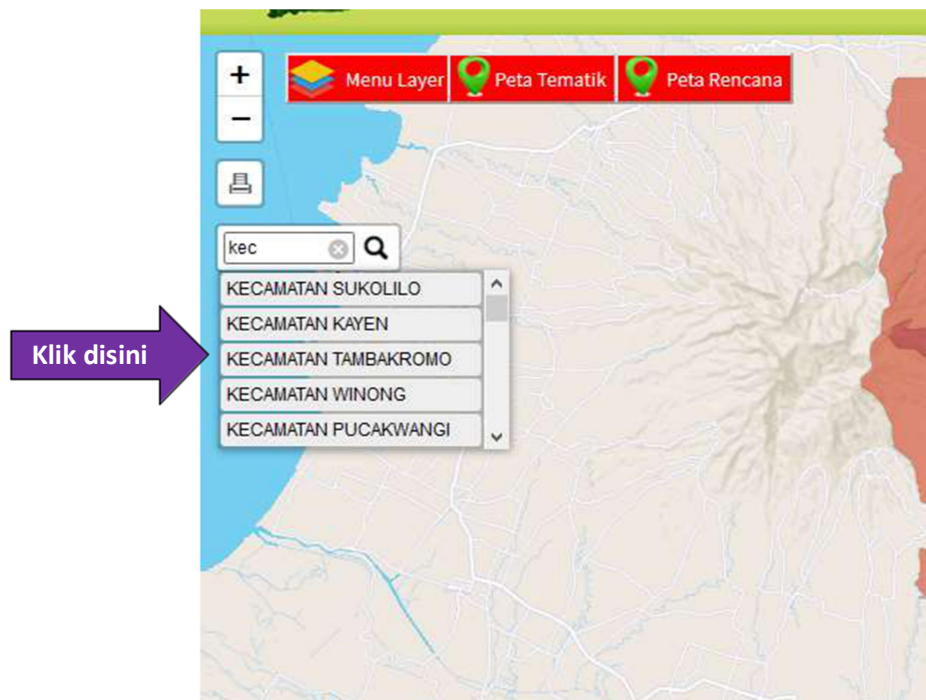 +
Menu Layer Peta Tematik Peta Rencana
−
kec
KECAMATAN SUKOLILO
KECAMATAN KAYEN
Klik disini
KECAMATAN TAMBAKROMO
KECAMATAN WINONG
KECAMATAN PUCAKWANGI